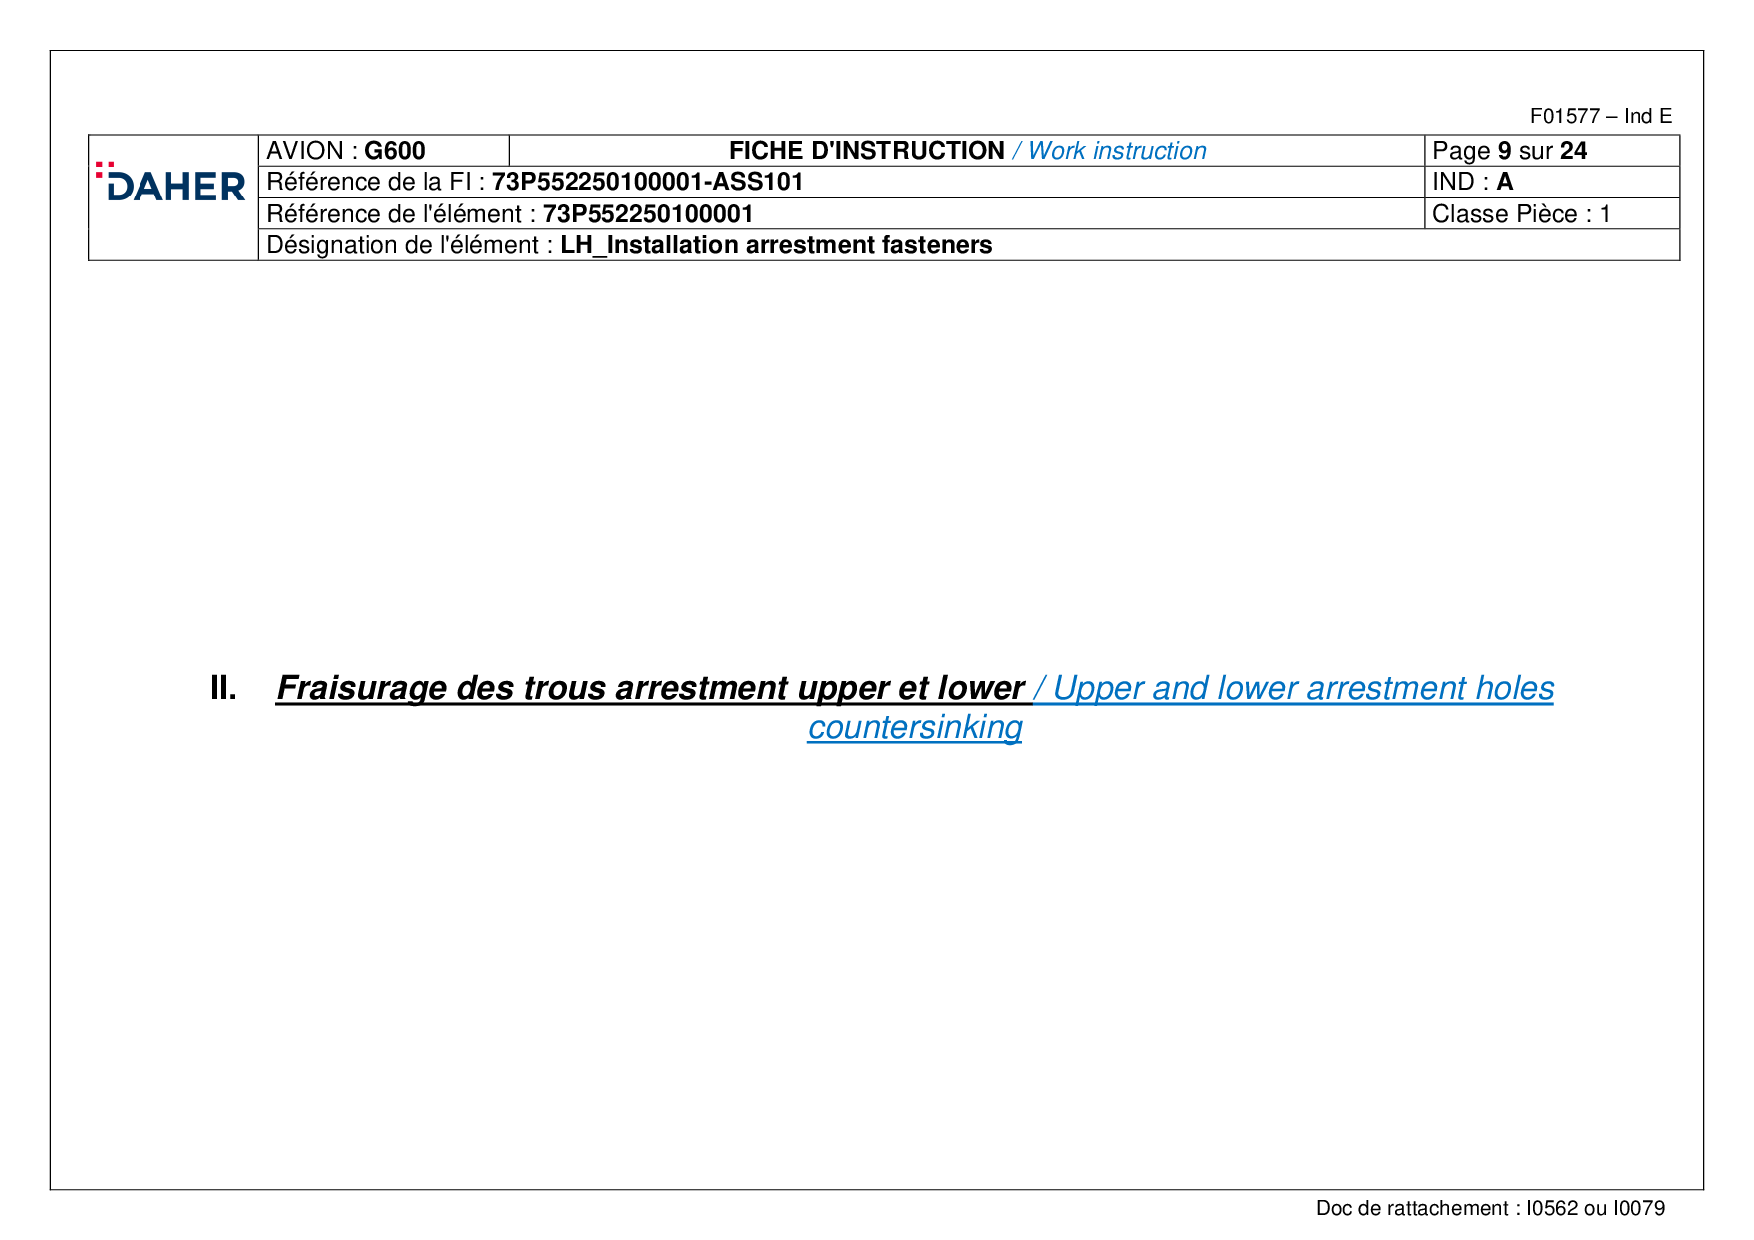 F01577 – Ind E
DAHER
AVION : G600
FICHE D'INSTRUCTION / Work instruction
Page 9 sur 24
Référence de la FI : 73P552250100001-ASS101
IND : A
Référence de l'élément : 73P552250100001
Classe Pièce : 1
Désignation de l'élément : LH_Installation arrestment fasteners
II. Fraisurage des trous arrestment upper et lower / Upper and lower arrestment holes
countersinking
Doc de rattachement : I0562 ou I0079